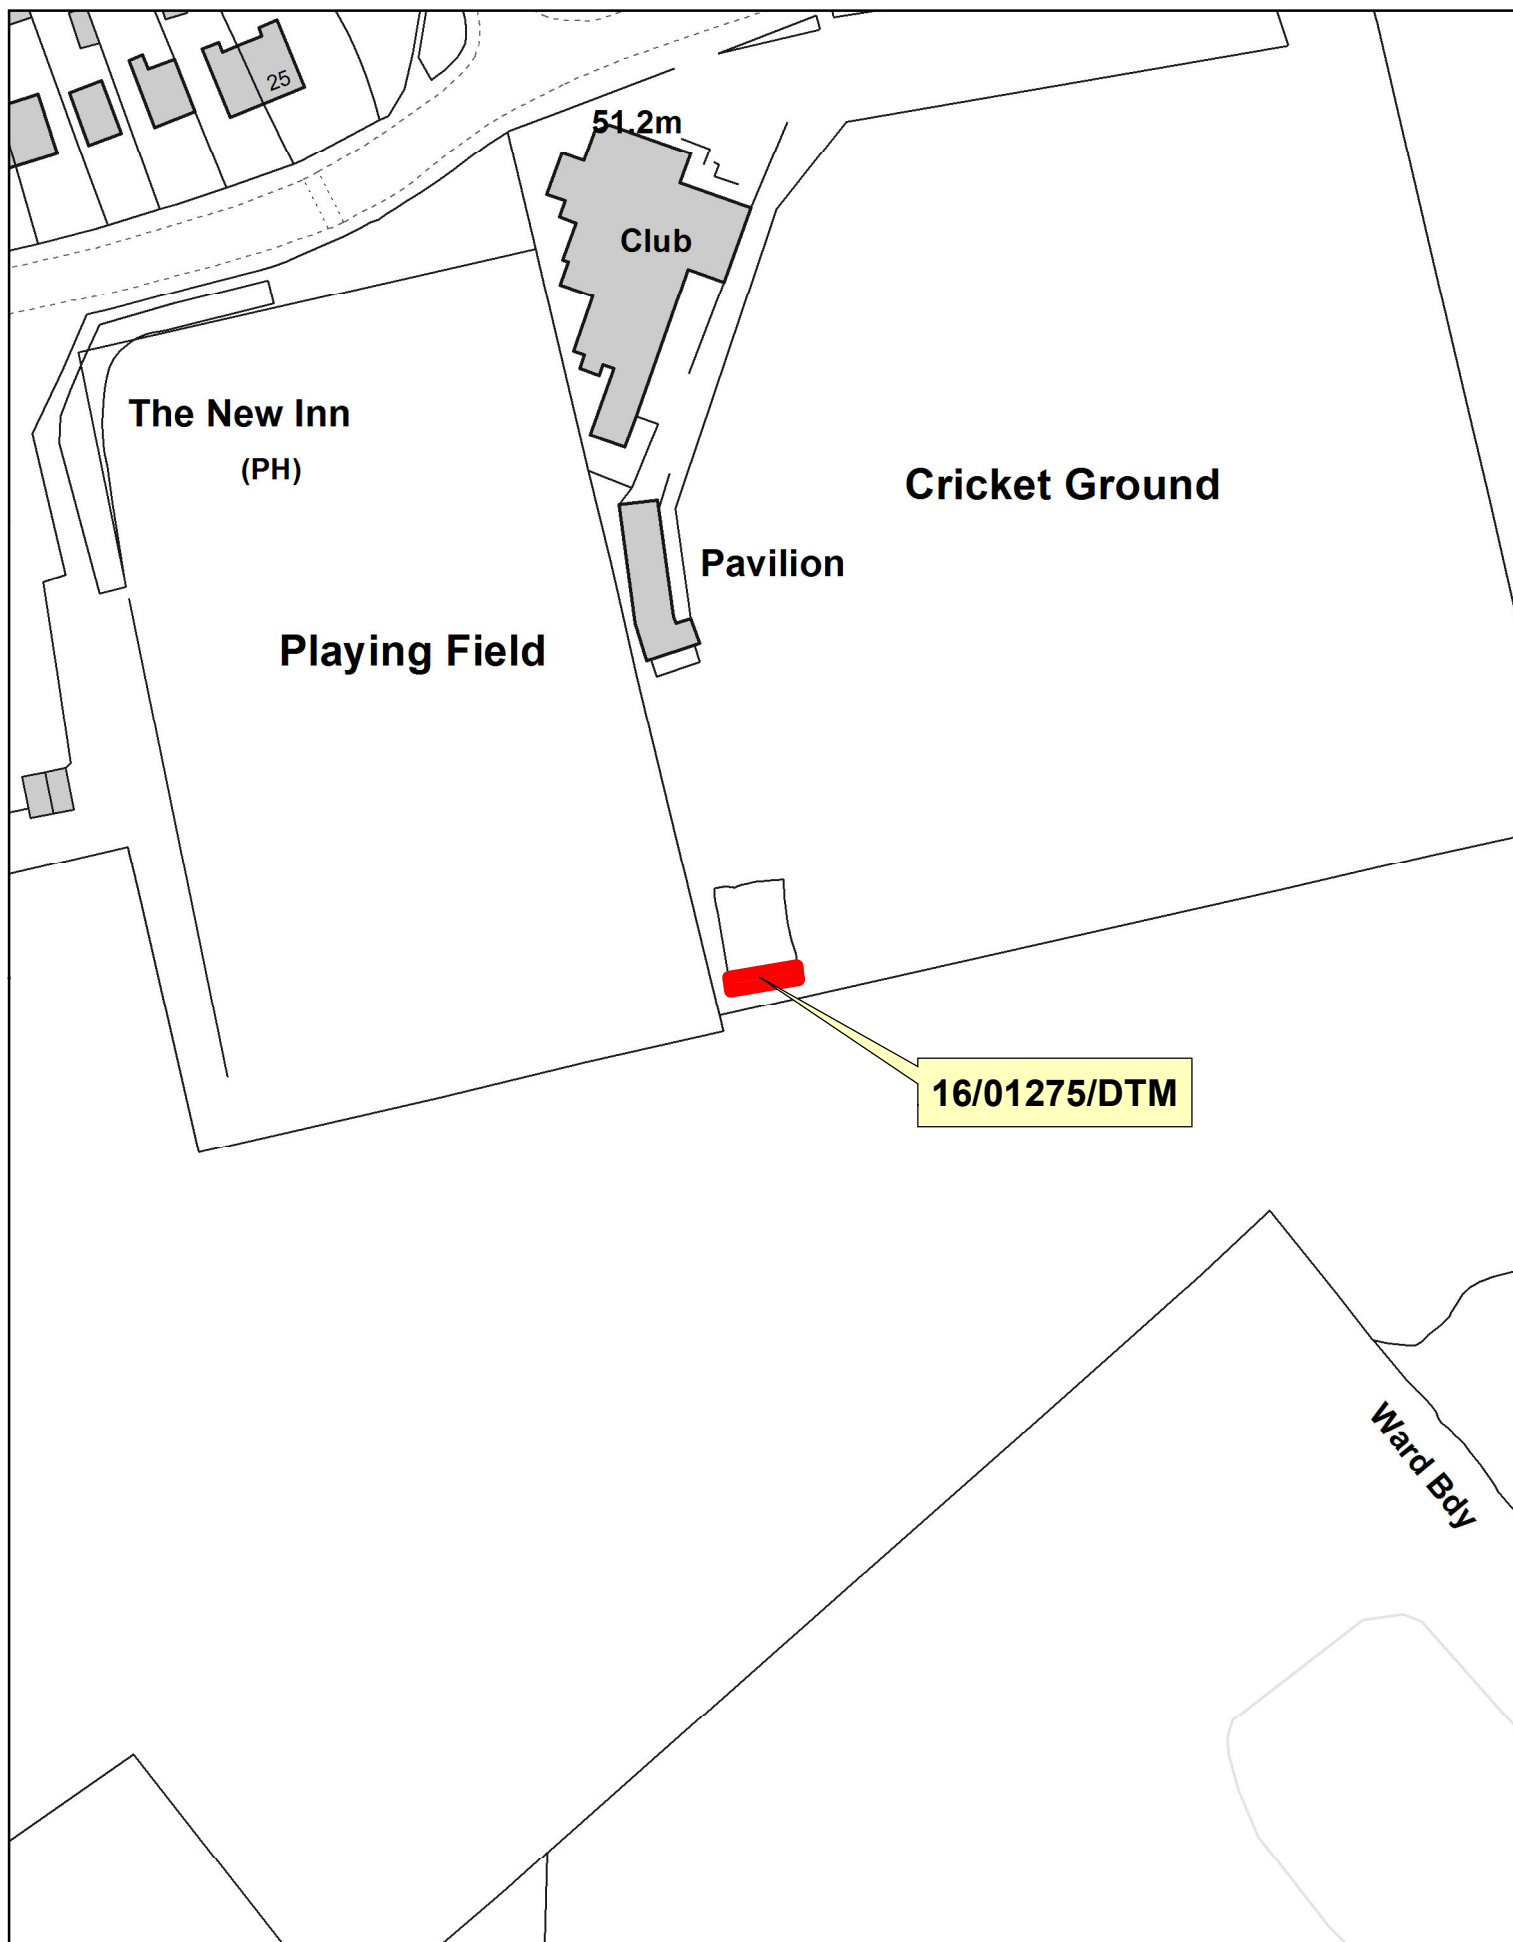 25
51.2m
Club
The New Inn
(PH)
Cricket Ground
Pavilion
Playing Field
16/01275/DTM
Ward Bdy